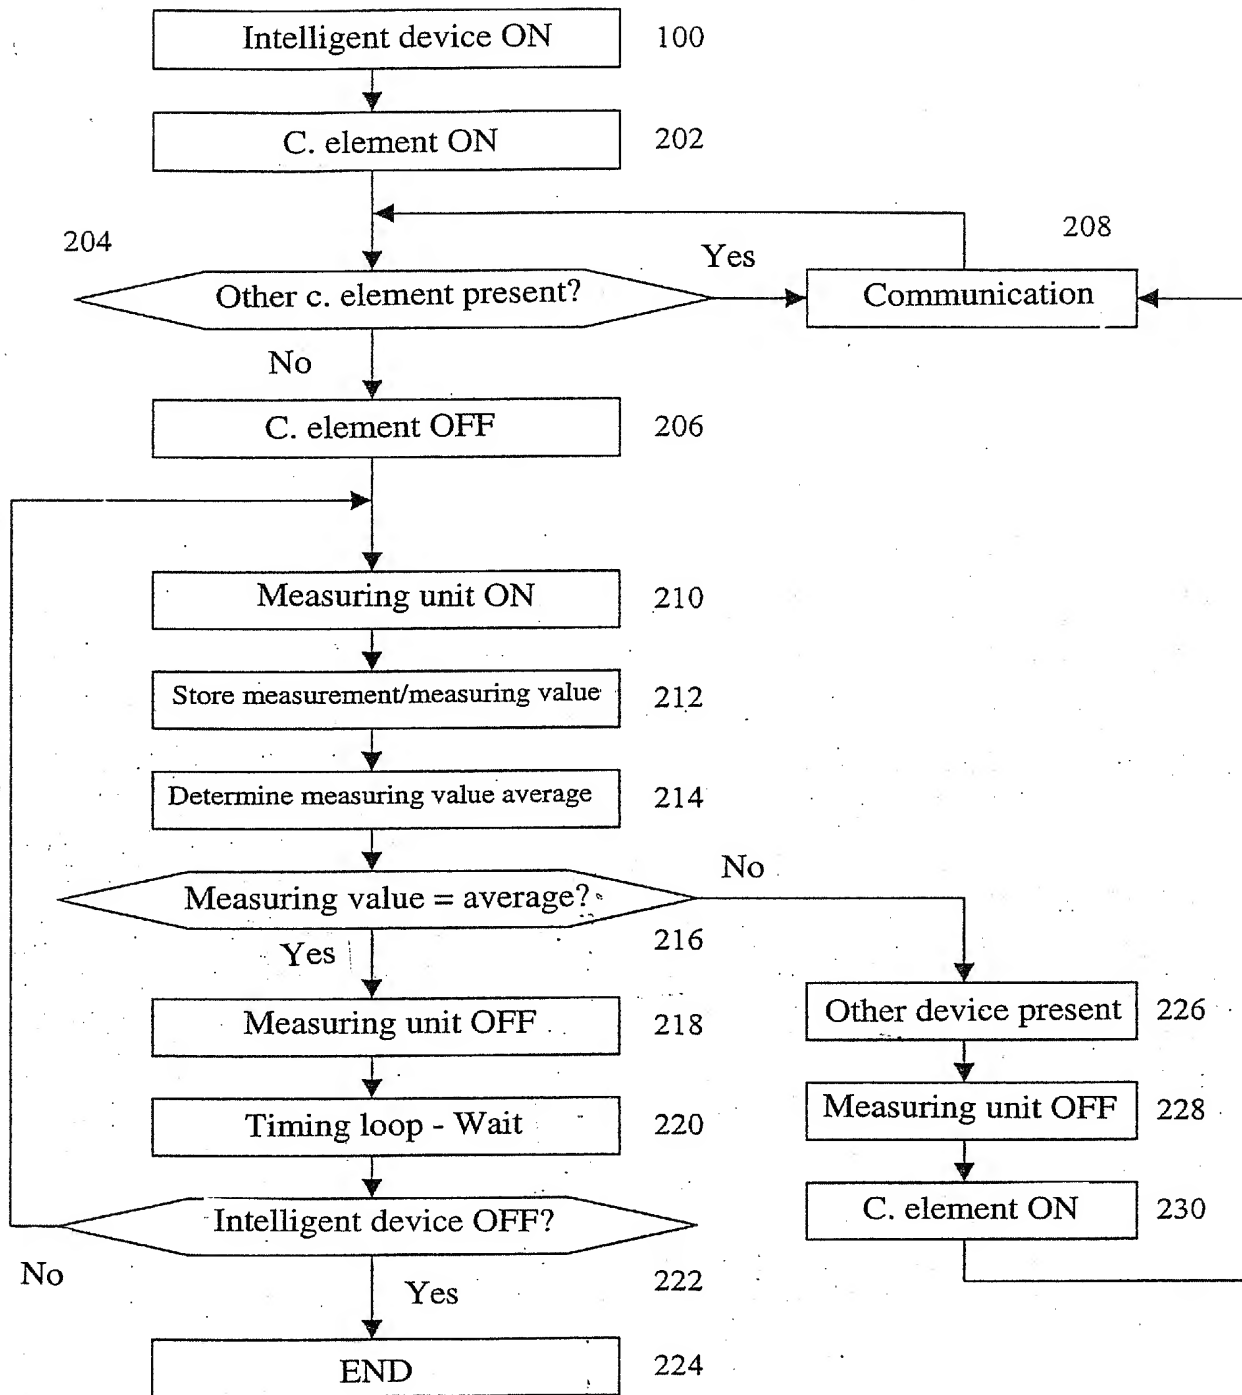 Intelligent device ON 100
C. element ON 202
204
208
Yes
Other c. element present?
Communication
No
C. element OFF 206
Measuring unit ON 210
Store measurement/measuring value 212
Determine measuring value average 214
No
Measuring value = average?
216
Yes
Other device present 226
Measuring unit OFF 218
Measuring unit OFF 228
Timing loop - Wait 220
C. element ON 230
Intelligent device OFF?
No
222
Yes
END 224